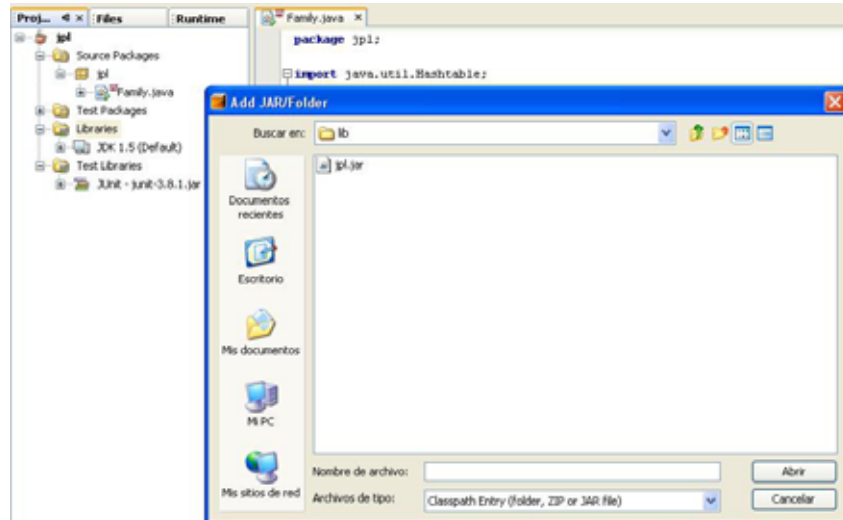 Proj... Files Runtime
Family.java
jpl
Source Packages
jpl
Family.java
Test Packages
Libraries
JDK 1.5 (Default)
Test Libraries
JUnit - junit-3.8.1.jar
package jpl;
import java.util.Hashtable;
Add JAR/Folder
Buscar en: lib
jpl.jar
Documentos
recientes
Escritorio
Mis documentos
Mi PC
Mis sitios de red
Nombre de archivo:
Abrir
Archivos de tipo: Classpath Entry (folder, ZIP or JAR file)
Cancelar